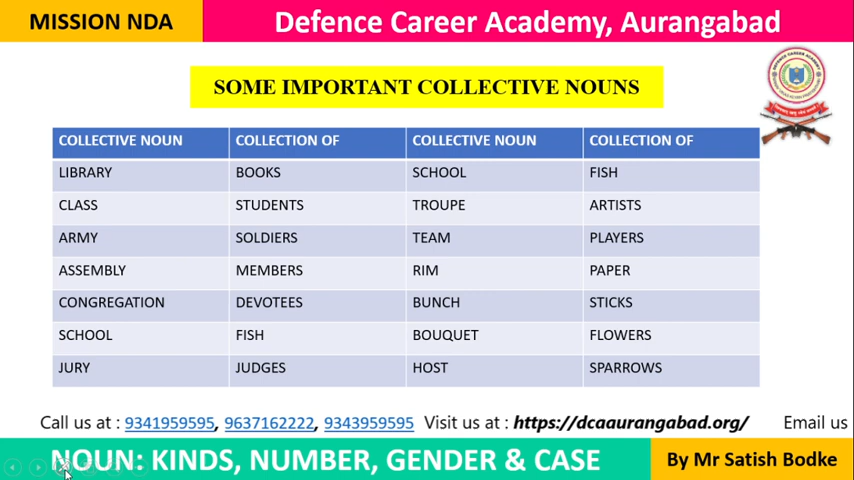 MISSION NDA
Defence Career Academy, Aurangabad
SOME IMPORTANT COLLECTIVE NOUNS
COLLECTIVE NOUN COLLECTION OF COLLECTIVE NOUN COLLECTION OF
LIBRARY BOOKS SCHOOL FISH
CLASS STUDENTS TROUPE ARTISTS
ARMY SOLDIERS TEAM PLAYERS
ASSEMBLY MEMBERS RIM PAPER
CONGREGATION DEVOTEES BUNCH STICKS
SCHOOL FISH BOUQUET FLOWERS
JURY JUDGES HOST SPARROWS
Call us at : 9341959595, 9637162222, 9343959595 Visit us at : https://dcaaurangabad.org/ Email us
NOUN: KINDS, NUMBER, GENDER & CASE
By Mr Satish Bodke